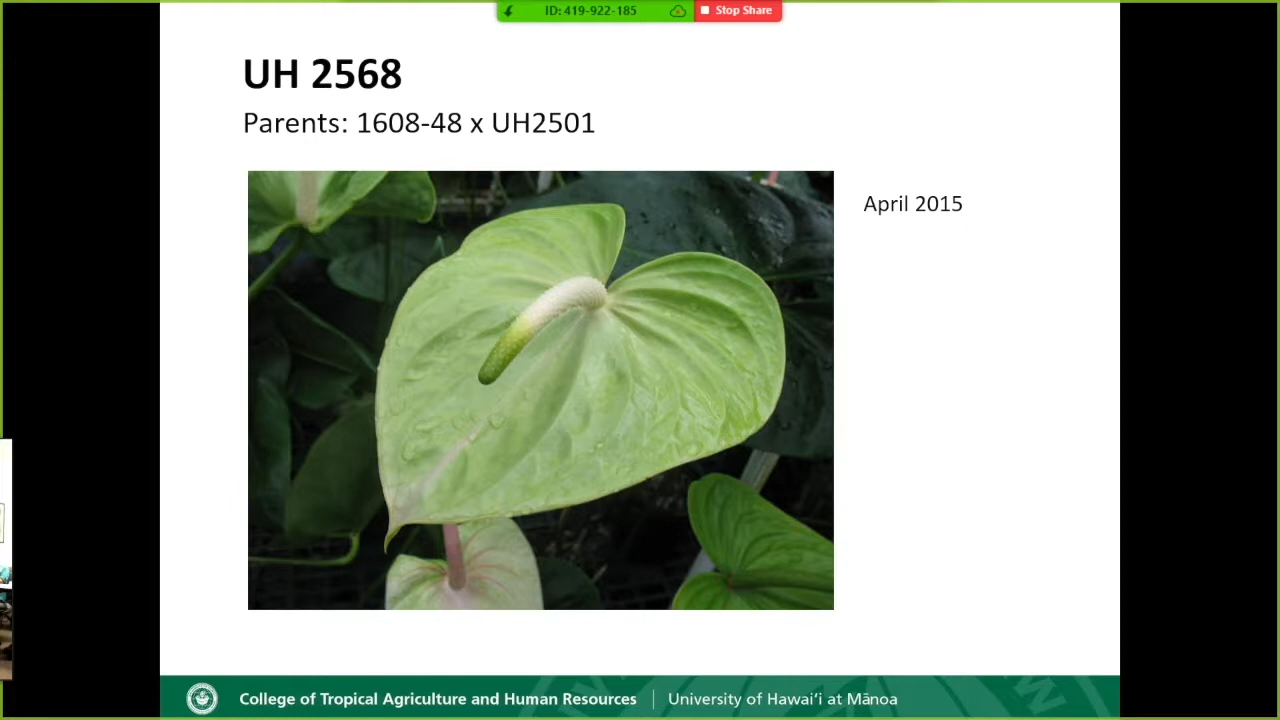 ID: 419-922-185
Stop Share
UH 2568
Parents: 1608-48 x UH2501
April 2015
College of Tropical Agriculture and Human Resources
University of Hawaiʻi at Mānoa